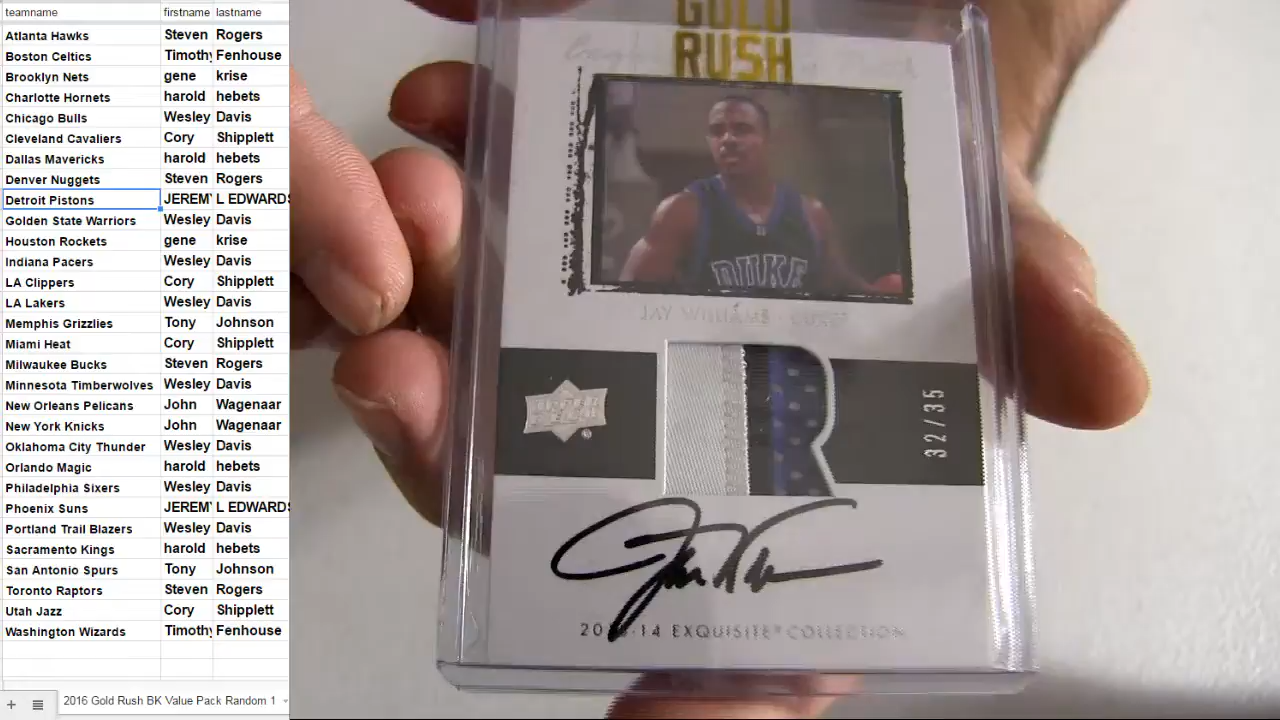 teamname firstname lastname
Atlanta Hawks Steven Rogers
Boston Celtics Timothy Fenhouse
Brooklyn Nets gene krise
Charlotte Hornets harold hebets
Chicago Bulls Wesley Davis
Cleveland Cavaliers Cory Shipplett
Dallas Mavericks harold hebets
Denver Nuggets Steven Rogers
Detroit Pistons JEREMY L EDWARDS
Golden State Warriors Wesley Davis
Houston Rockets gene krise
Indiana Pacers Wesley Davis
LA Clippers Cory Shipplett
LA Lakers Wesley Davis
Memphis Grizzlies Tony Johnson
Miami Heat Cory Shipplett
Milwaukee Bucks Steven Rogers
Minnesota Timberwolves Wesley Davis
New Orleans Pelicans John Wagenaar
New York Knicks John Wagenaar
Oklahoma City Thunder Wesley Davis
Orlando Magic harold hebets
Philadelphia Sixers Wesley Davis
Phoenix Suns JEREMY L EDWARDS
Portland Trail Blazers Wesley Davis
Sacramento Kings harold hebets
San Antonio Spurs Tony Johnson
Toronto Raptors Steven Rogers
Utah Jazz Cory Shipplett
Washington Wizards Timothy Fenhouse
2016 Gold Rush BK Value Pack Random 1
GOLD
RUSH
DUKE
JAY WILLIAMS
UPPER DECK
32/35
14 EXQUISITE COLLECTION